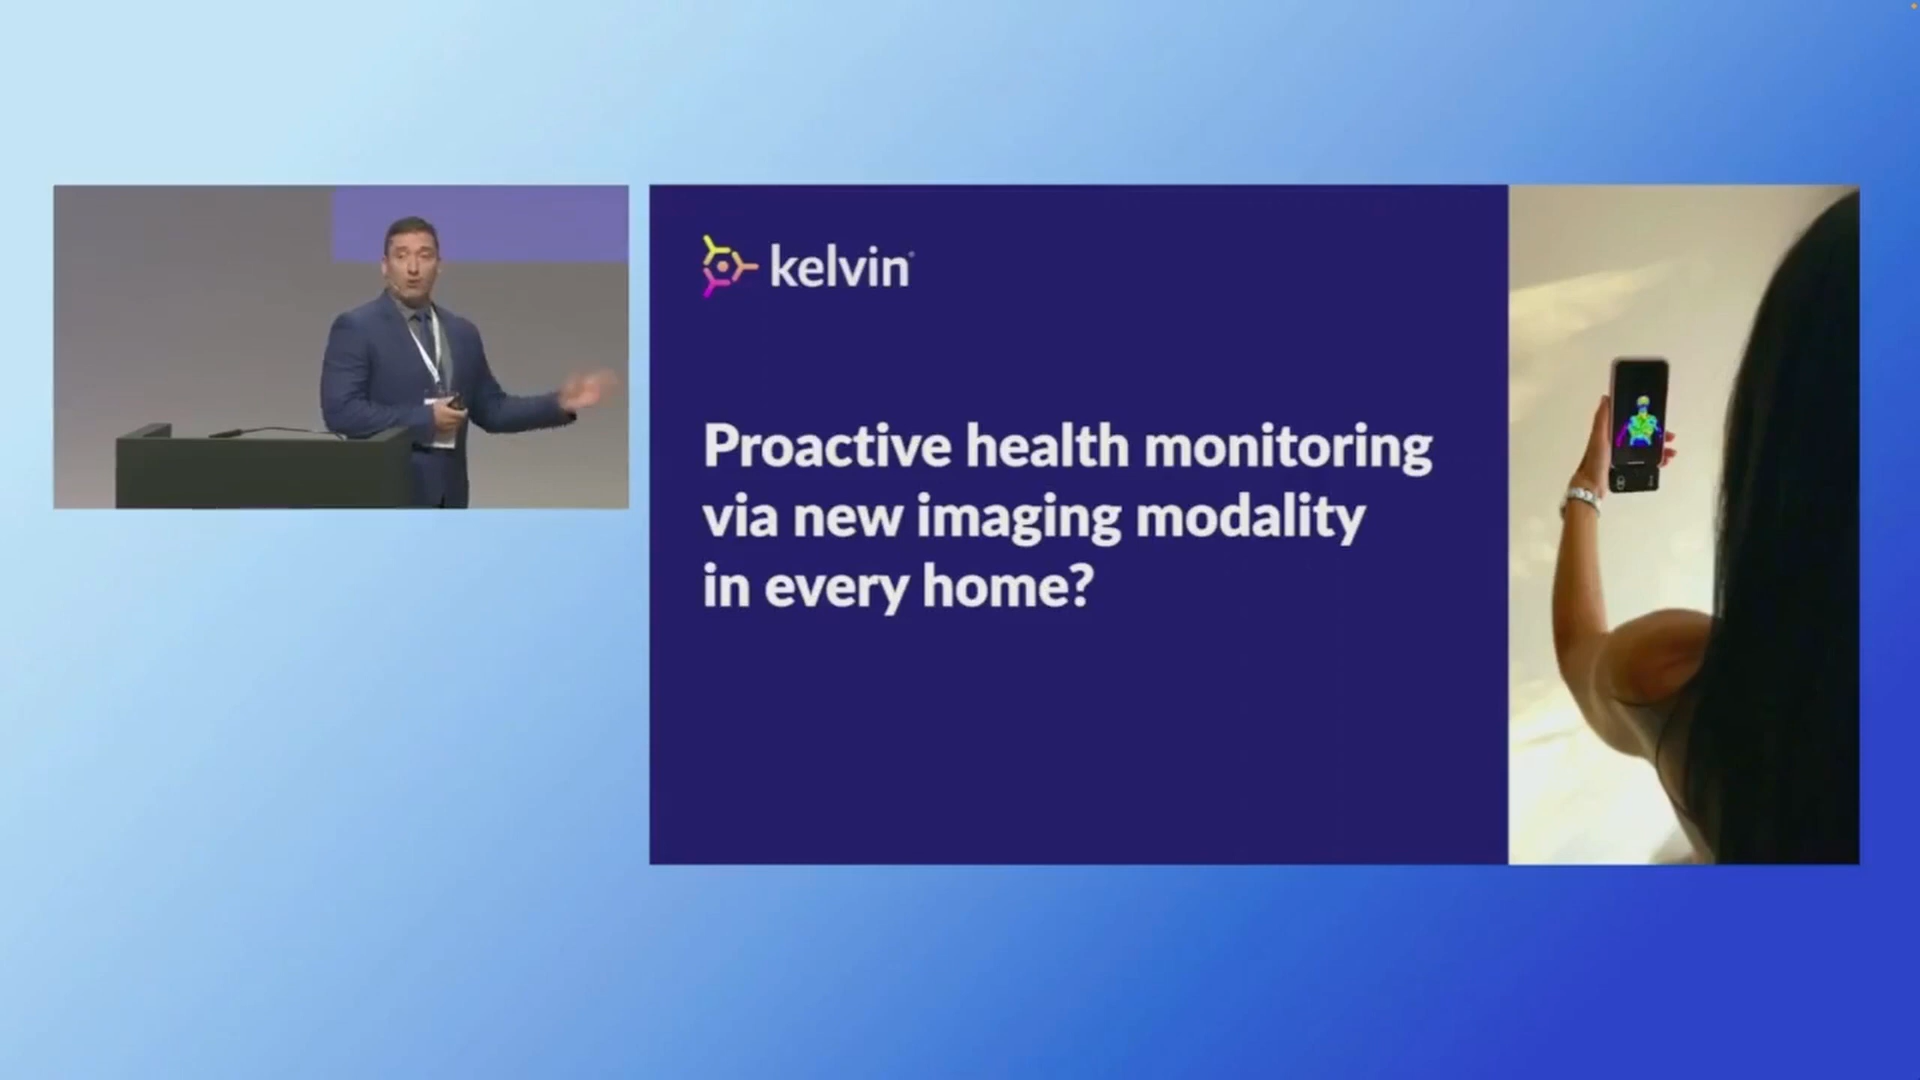 kelvin
Proactive health monitoring
via new imaging modality
in every home?